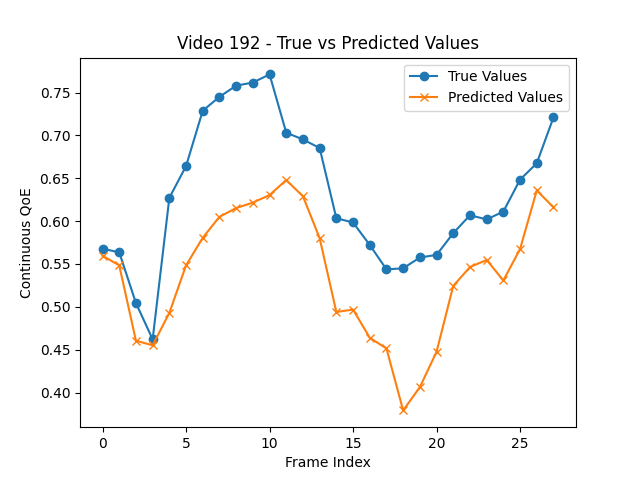 Video 192 - True vs Predicted Values
True Values
Predicted Values
0.75
0.70
0.65
0.60
0.55
0.50
0.45
0.40
Continuous QoE
0 5 10 15 20 25
Frame Index